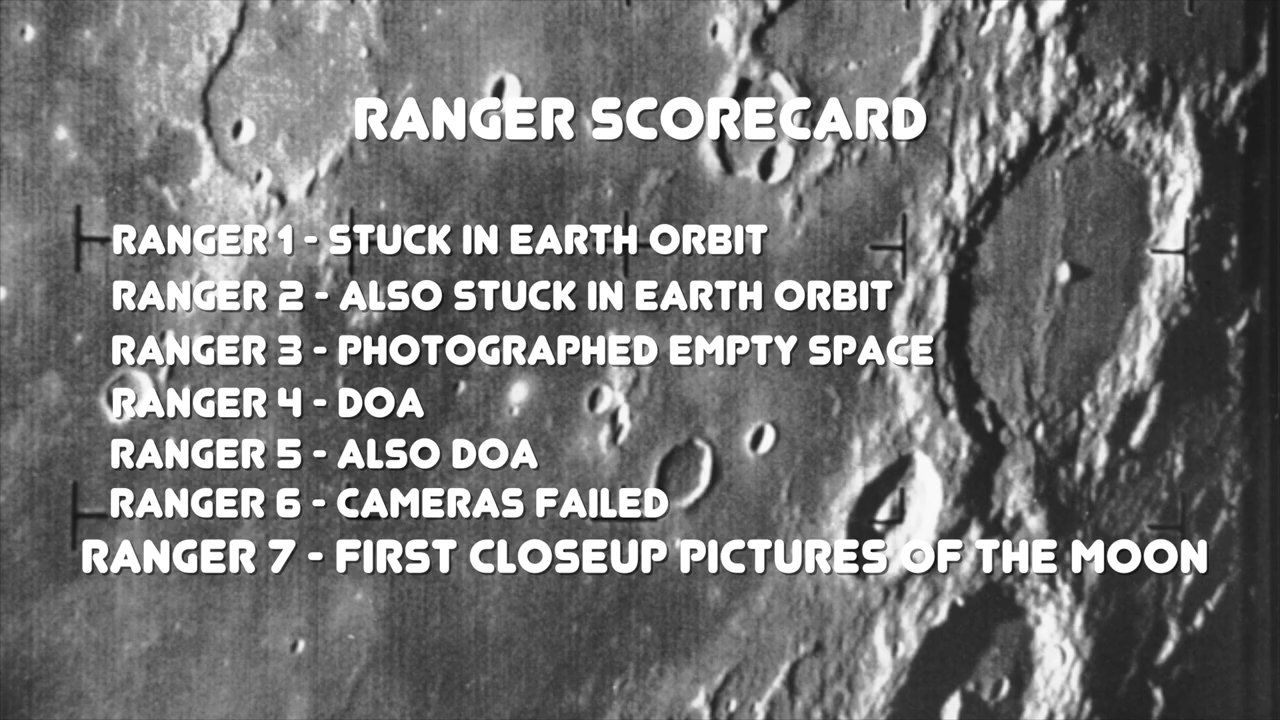 RANGER SCORECARD
RANGER 1 - STUCK IN EARTH ORBIT
RANGER 2 - ALSO STUCK IN EARTH ORBIT
RANGER 3 - PHOTOGRAPHED EMPTY SPACE
RANGER 4 - DOA
RANGER 5 - ALSO DOA
RANGER 6 - CAMERAS FAILED
RANGER 7 - FIRST CLOSEUP PICTURES OF THE MOON